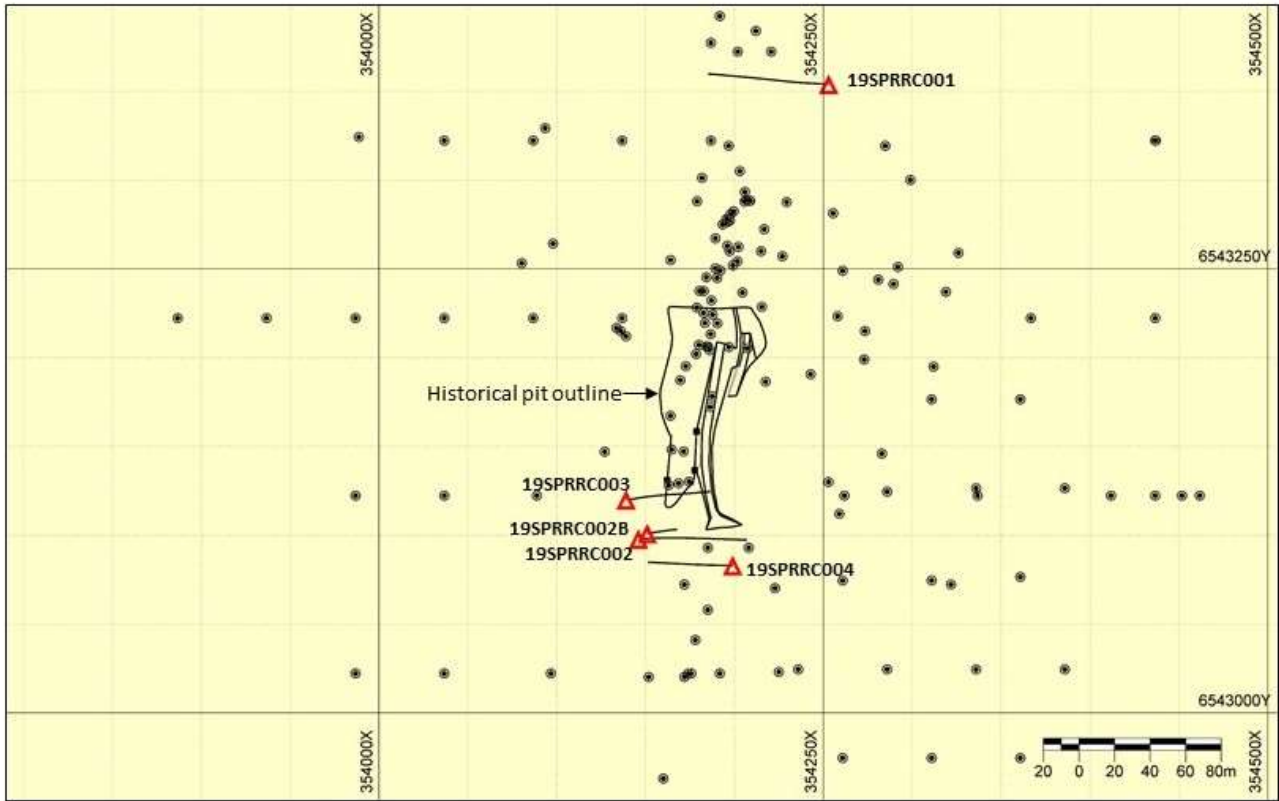 354000X
354250X
354500X
19SPRRC001
6543250Y
Historical pit outline
19SPRRC003
19SPRRC002B
19SPRRC002
19SPRRC004
6543000Y
354000X
354250X
354500X
20 0 20 40 60 80m